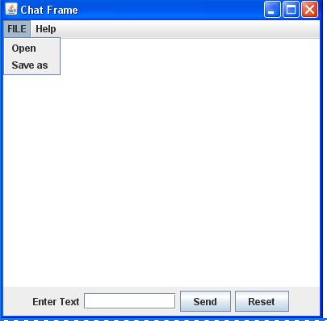 Chat Frame
FILE Help
Open
Save as
Enter Text Send Reset